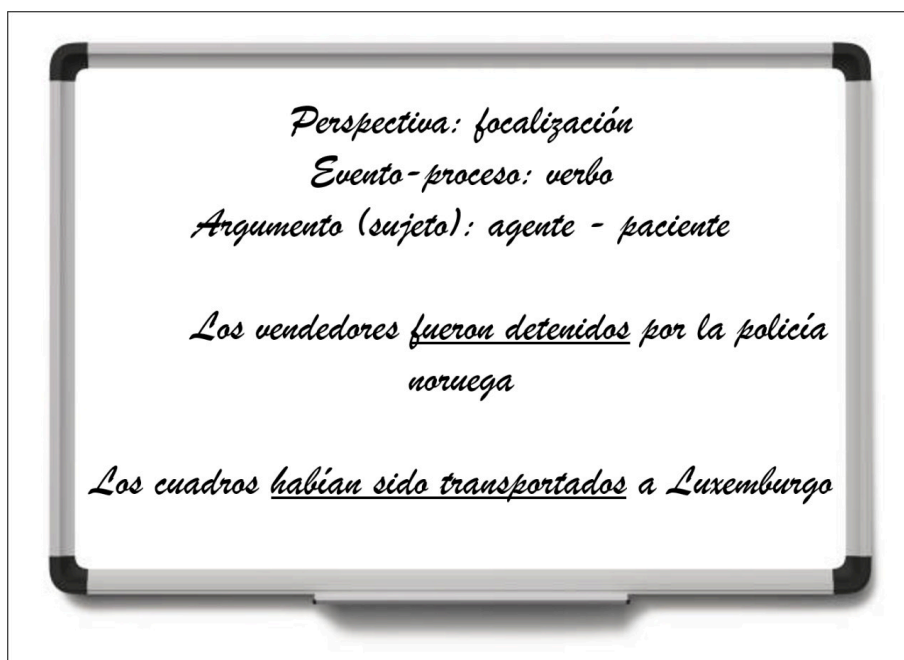 Perspectiva: focalización
Evento-proceso: verbo
Argumento (sujeto): agente - paciente
Los vendedores fueron detenidos por la policía
noruega
Los cuadros habían sido transportados a Luxemburgo